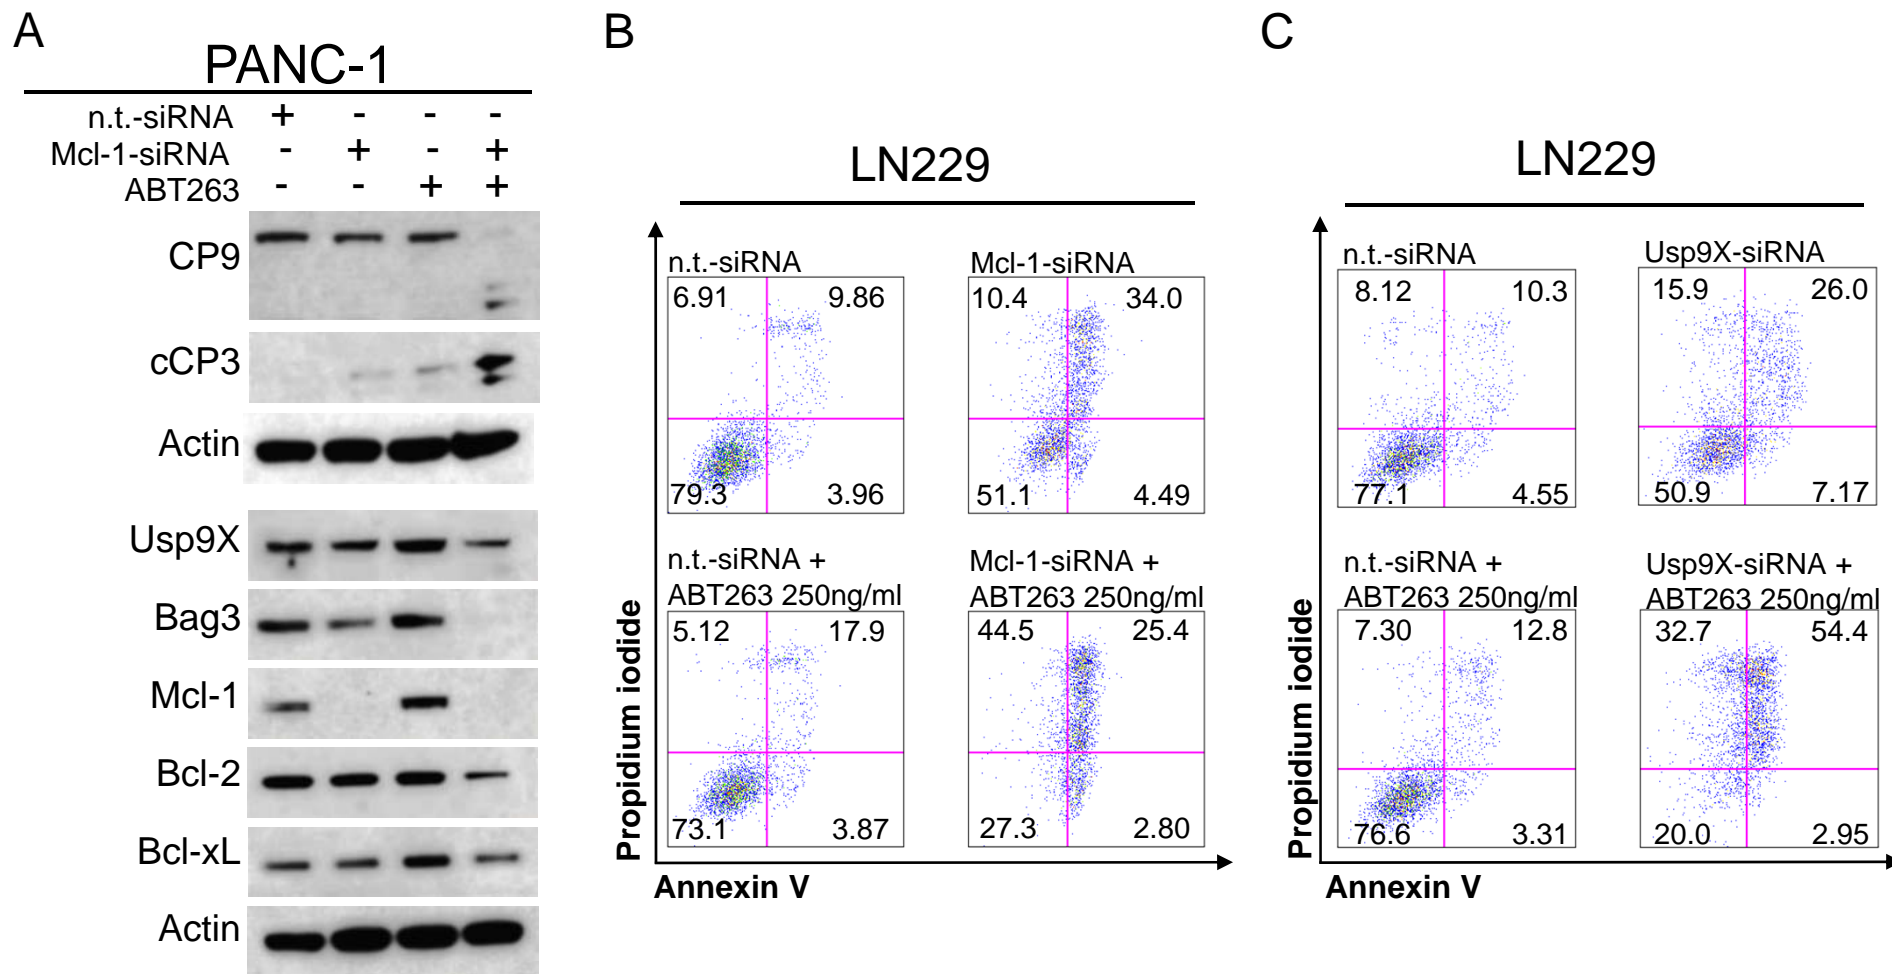 A
PANC-1
n.t.-siRNA + - - -
Mcl-1-siRNA - + - +
ABT263 - - + +
CP9
cCP3
Actin
Usp9X
Bag3
Mcl-1
Bcl-2
Bcl-xL
Actin
B
LN229
n.t.-siRNA
6.91 9.86
79.3 3.96
Mcl-1-siRNA
10.4 34.0
51.1 4.49
n.t.-siRNA +
ABT263 250ng/ml
5.12 17.9
73.1 3.87
Mcl-1-siRNA +
ABT263 250ng/ml
44.5 25.4
27.3 2.80
Propidium iodide
Annexin V
C
LN229
n.t.-siRNA
8.12 10.3
77.1 4.55
Usp9X-siRNA
15.9 26.0
50.9 7.17
n.t.-siRNA +
ABT263 250ng/ml
7.30 12.8
76.6 3.31
Usp9X-siRNA +
ABT263 250ng/ml
32.7 54.4
20.0 2.95
Propidium iodide
Annexin V